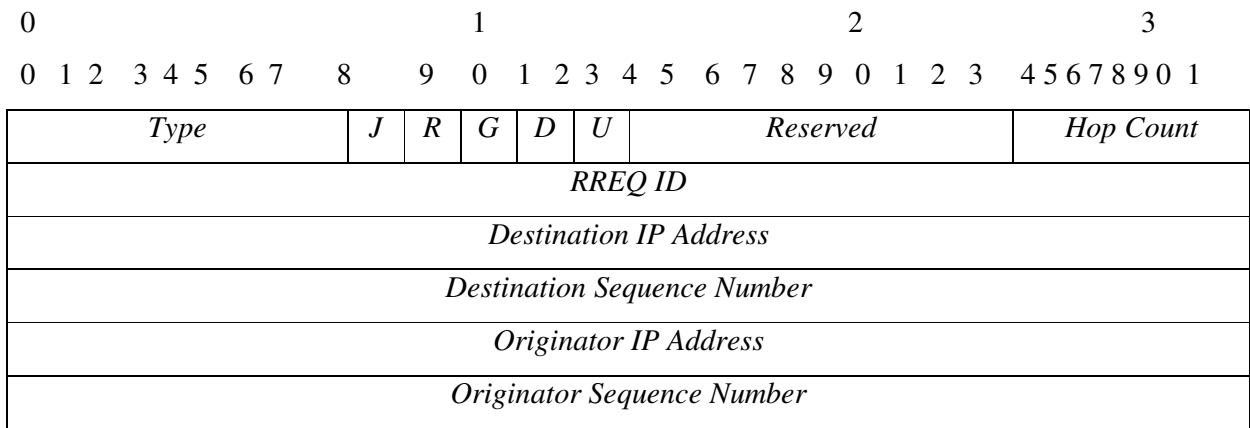 0 1 2 3
0 1 2 3 4 5 6 7 8 9 0 1 2 3 4 5 6 7 8 9 0 1 2 3 4 5 6 7 8 9 0 1
Type J R G D U Reserved Hop Count
RREQ ID
Destination IP Address
Destination Sequence Number
Originator IP Address
Originator Sequence Number